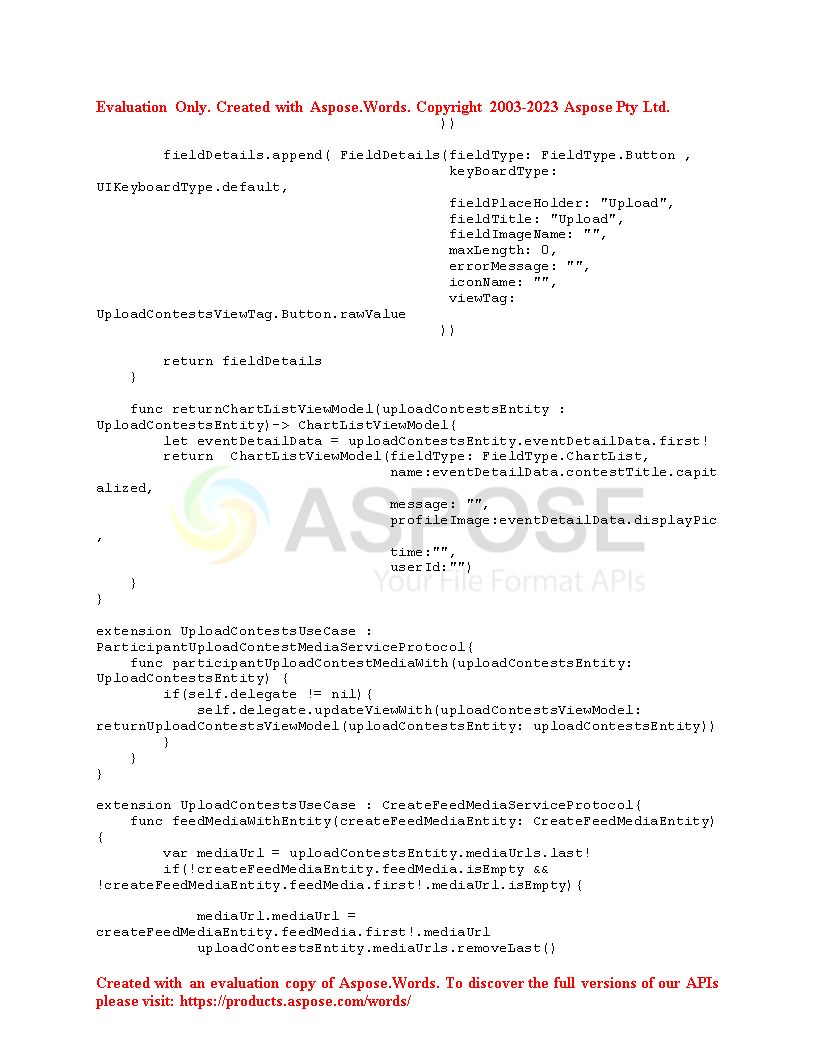 Evaluation Only. Created with Aspose.Words. Copyright 2003-2023 Aspose Pty Ltd.
))
fieldDetails.append( FieldDetails(fieldType: FieldType.Button ,
keyBoardType:
UIKeyboardType.default,
fieldPlaceHolder: "Upload",
fieldTitle: "Upload",
fieldImageName: "",
maxLength: 0,
errorMessage: "",
iconName: "",
viewTag:
UploadContestsViewTag.Button.rawValue
))
return fieldDetails
}
func returnChartListViewModel(uploadContestsEntity :
UploadContestsEntity)-> ChartListViewModel{
let eventDetailData = uploadContestsEntity.eventDetailData.first!
return  ChartListViewModel(fieldType: FieldType.ChartList,
name:eventDetailData.contestTitle.capit
alized,
message: "",
profileImage:eventDetailData.displayPic
,
time:"",
userId:"")
}
}
ASPOSE
Your File Format APIs
extension UploadContestsUseCase :
ParticipantUploadContestMediaServiceProtocol{
func participantUploadContestMediaWith(uploadContestsEntity:
UploadContestsEntity) {
if(self.delegate != nil){
self.delegate.updateViewWith(uploadContestsViewModel:
returnUploadContestsViewModel(uploadContestsEntity: uploadContestsEntity))
}
}
}
extension UploadContestsUseCase : CreateFeedMediaServiceProtocol{
func feedMediaWithEntity(createFeedMediaEntity: CreateFeedMediaEntity)
{
var mediaUrl = uploadContestsEntity.mediaUrls.last!
if(!createFeedMediaEntity.feedMedia.isEmpty &&
!createFeedMediaEntity.feedMedia.first!.mediaUrl.isEmpty){
mediaUrl.mediaUrl =
createFeedMediaEntity.feedMedia.first!.mediaUrl
uploadContestsEntity.mediaUrls.removeLast()
Created with an evaluation copy of Aspose.Words. To discover the full versions of our APIs
please visit: https://products.aspose.com/words/